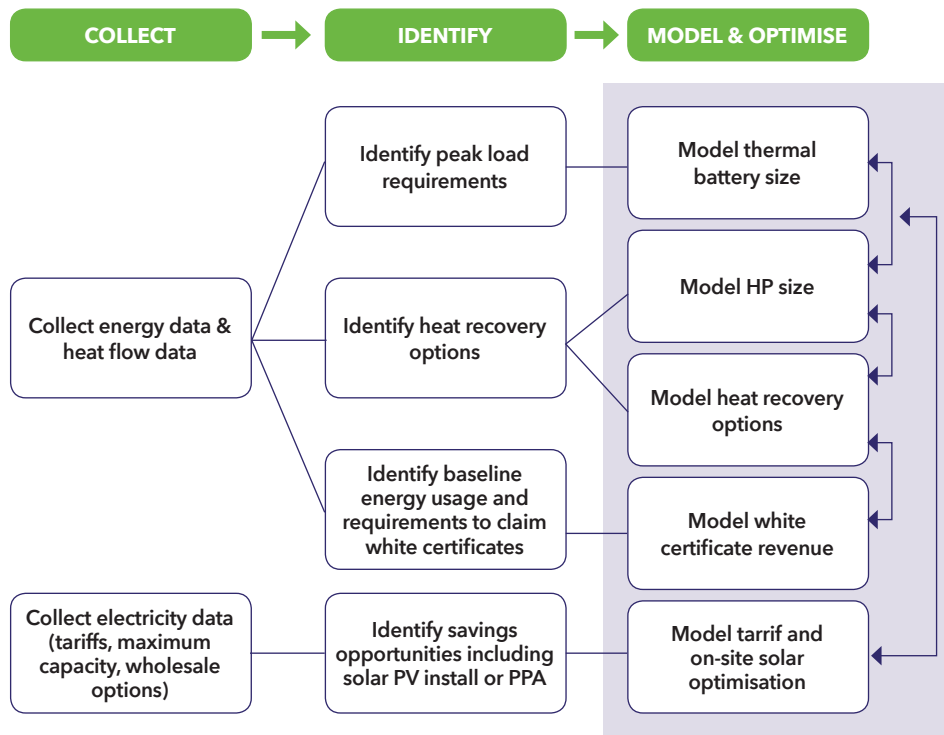 COLLECT
IDENTIFY
MODEL & OPTIMISE
Identify peak load
requirements
Model thermal
battery size
Collect energy data &
heat flow data
Identify heat recovery
options
Model HP size
Model heat recovery
options
Identify baseline
energy usage and
requirements to claim
white certificates
Model white
certificate revenue
Collect electricity data
(tariffs, maximum
capacity, wholesale
options)
Identify savings
opportunities including
solar PV install or PPA
Model tarrif and
on-site solar
optimisation